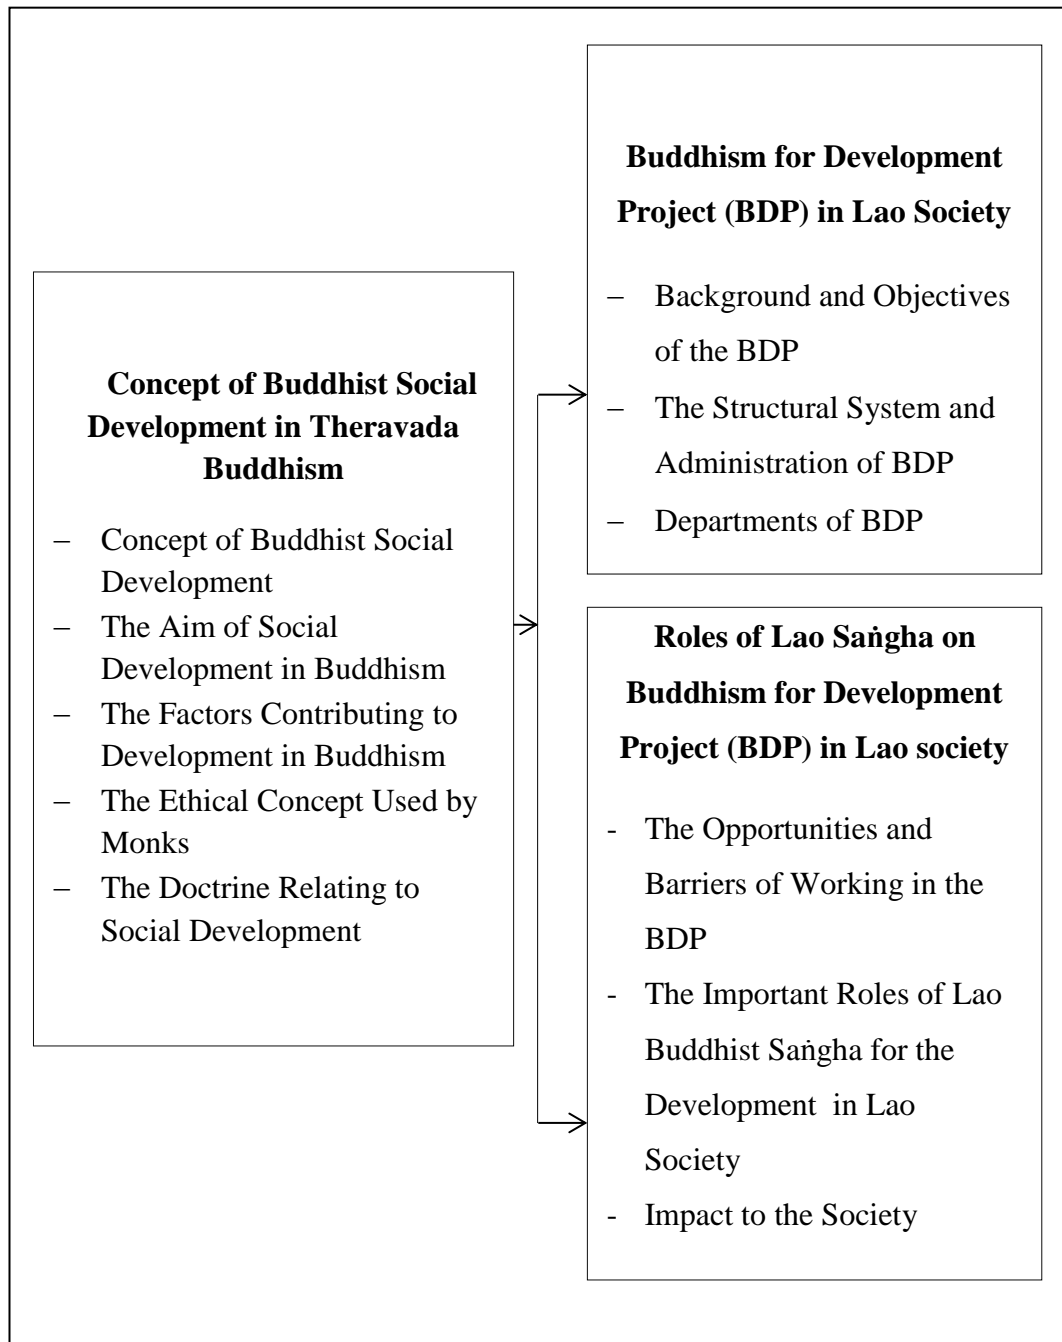 Concept of Buddhist Social
Development in Theravada
Buddhism
– Concept of Buddhist Social
Development
– The Aim of Social
Development in Buddhism
– The Factors Contributing to
Development in Buddhism
– The Ethical Concept Used by
Monks
– The Doctrine Relating to
Social Development
Buddhism for Development
Project (BDP) in Lao Society
– Background and Objectives
of the BDP
– The Structural System and
Administration of BDP
– Departments of BDP
Roles of Lao Saṅgha on
Buddhism for Development
Project (BDP) in Lao society
- The Opportunities and
Barriers of Working in the
BDP
- The Important Roles of Lao
Buddhist Saṅgha for the
Development in Lao
Society
- Impact to the Society